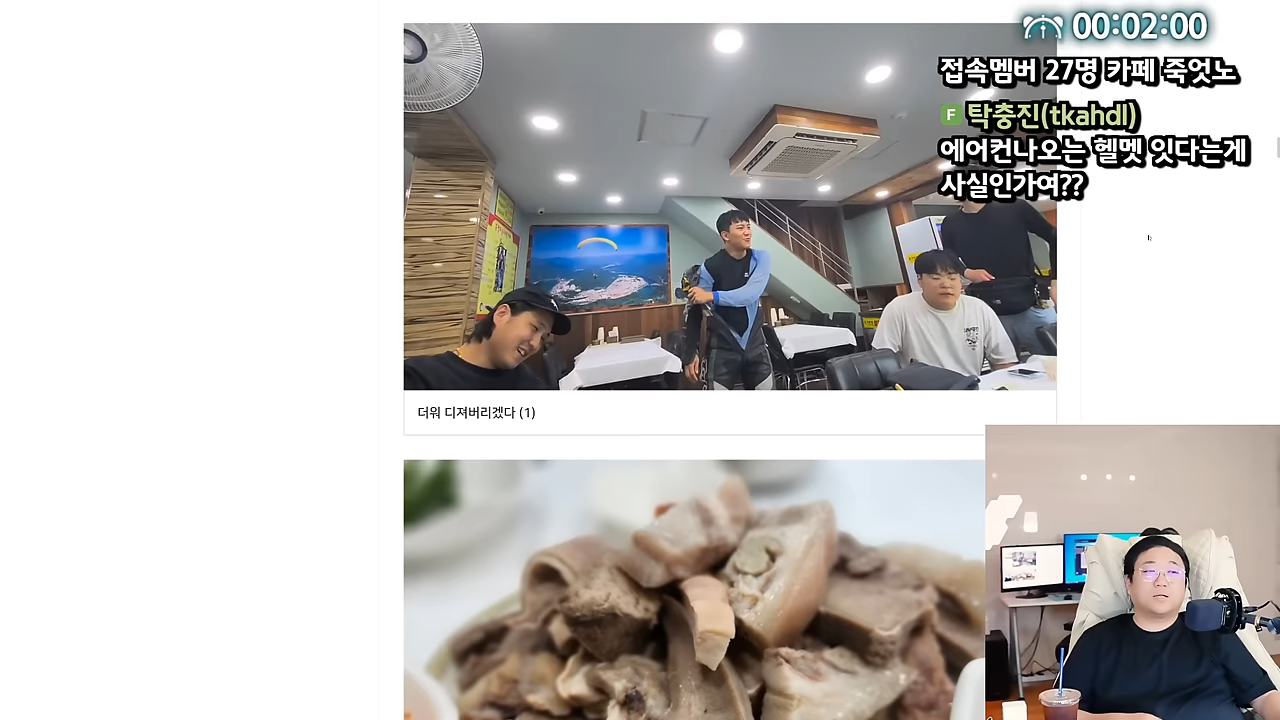 00:02:00
접속멤버 27명 카페 죽엇노
F 탁충진(tkahdl)
에어컨나오는 헬멧 잇다는게
사실인가여??
더워 디져버리겠다 (1)